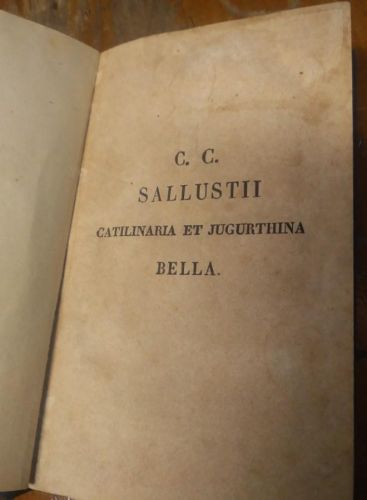 C. C.
SALLUSTII
CATILINARIA ET JUGURTHINA
BELLA.